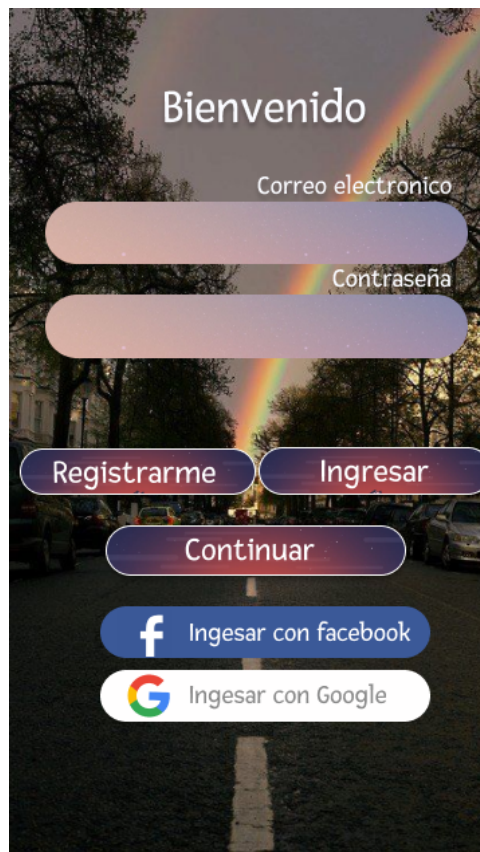 Bienvenido
Correo electronico
Contraseña
Registrarme Ingresar
Continuar
Ingesar con facebook
Ingesar con Google